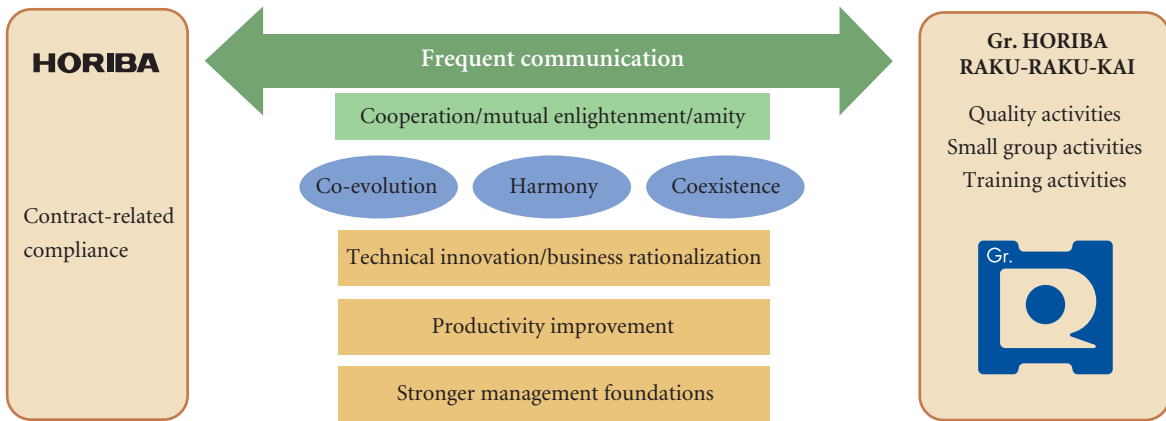 HORIBA
Contract-related
compliance
Frequent communication
Cooperation/mutual enlightenment/amity
Co-evolution
Harmony
Coexistence
Technical innovation/business rationalization
Productivity improvement
Stronger management foundations
Gr. HORIBA
RAKU-RAKU-KAI
Quality activities
Small group activities
Training activities
Gr.
R